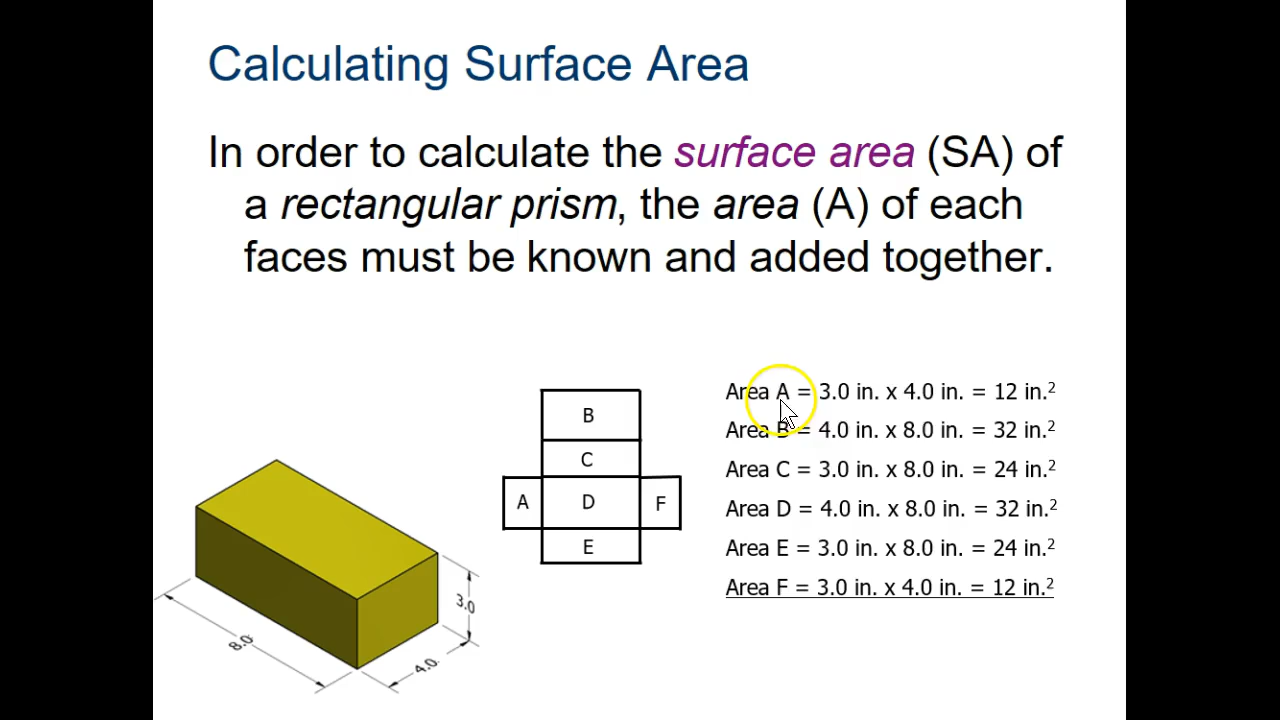 Calculating Surface Area
In order to calculate the surface area (SA) of
a rectangular prism, the area (A) of each
faces must be known and added together.
B
C
A D F
E
Area A = 3.0 in. x 4.0 in. = 12 in.²
Area B = 4.0 in. x 8.0 in. = 32 in.²
Area C = 3.0 in. x 8.0 in. = 24 in.²
Area D = 4.0 in. x 8.0 in. = 32 in.²
Area E = 3.0 in. x 8.0 in. = 24 in.²
Area F = 3.0 in. x 4.0 in. = 12 in.²
3.0
8.0
4.0